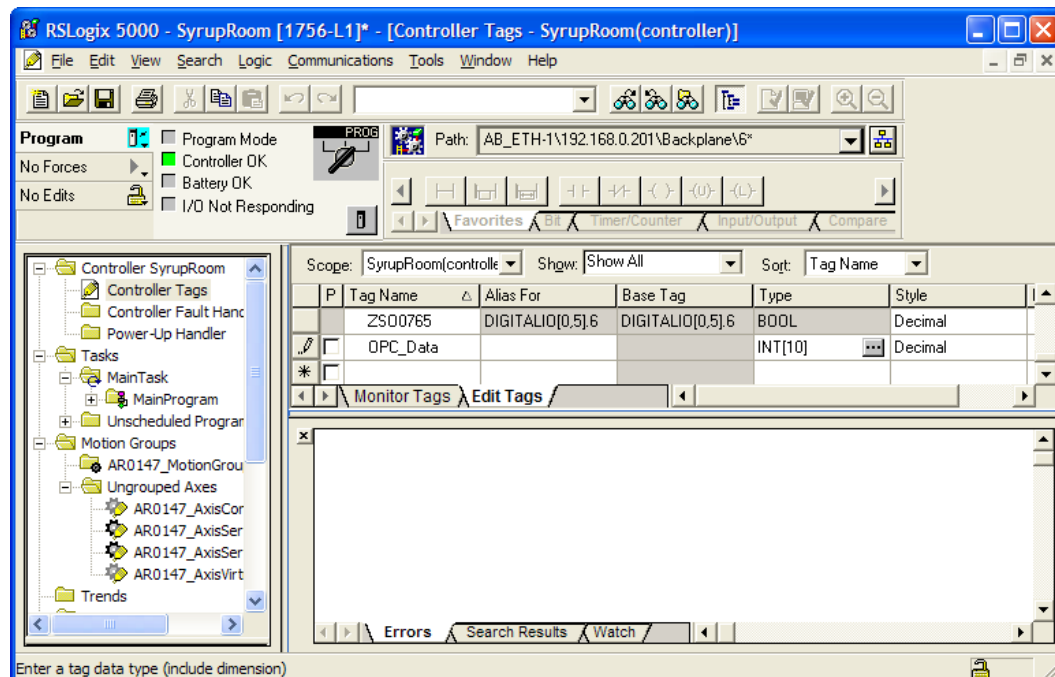 RSLogix 5000 - SyrupRoom [1756-L1]* - [Controller Tags - SyrupRoom(controller)]
File Edit View Search Logic Communications Tools Window Help
Program
Program Mode
PROG
Path: AB_ETH-1\192.168.0.201\Backplane\6*
No Forces
Controller OK
No Edits
Battery OK
I/O Not Responding
Favorites Bit Timer/Counter Input/Output Compare
Controller SyrupRoom
Controller Tags
Controller Fault Hanc
Power-Up Handler
Tasks
MainTask
MainProgram
Unscheduled Prograr
Motion Groups
AR0147_MotionGrou
Ungrouped Axes
AR0147_AxisCor
AR0147_AxisSer
AR0147_AxisSer
AR0147_AxisVirt
Trends
Scope: SyrupRoom(controlle Show: Show All Sort: Tag Name
P Tag Name Alias For Base Tag Type Style
ZSO0765 DIGITALIO[0,5].6 DIGITALIO[0,5].6 BOOL Decimal
OPC_Data INT[10] ... Decimal
Monitor Tags Edit Tags
Errors Search Results Watch
Enter a tag data type (include dimension)